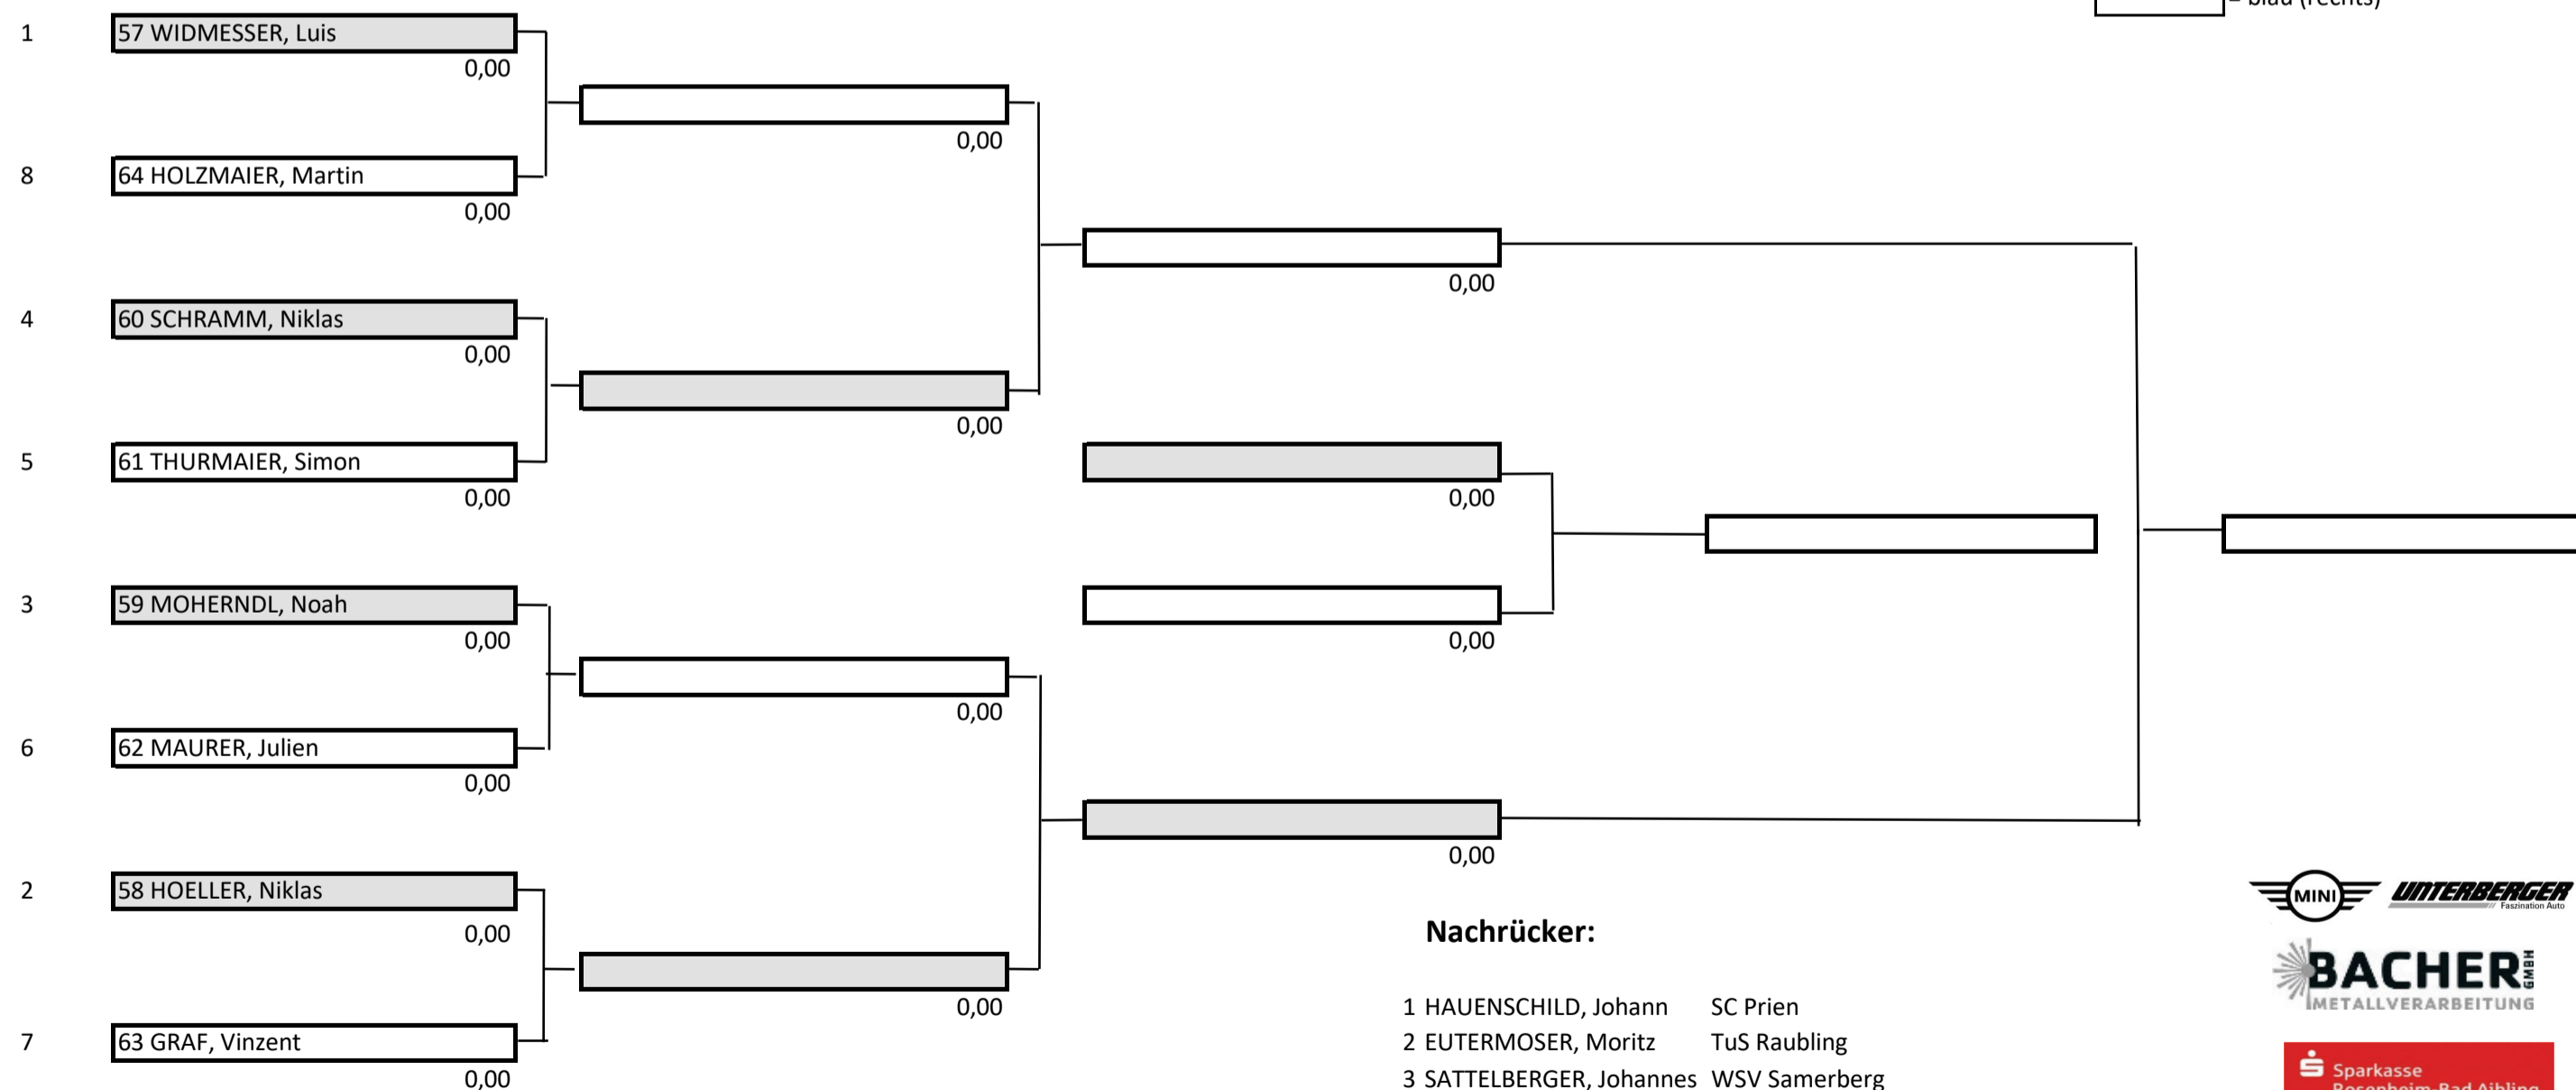 = blau (rechts)
1 57 WIDMESSER, Luis
0,00
0,00
8 64 HOLZMAIER, Martin
0,00
0,00
4 60 SCHRAMM, Niklas
0,00
0,00
5 61 THURMAIER, Simon
0,00
0,00
3 59 MOHERNDL, Noah
0,00
0,00
0,00
6 62 MAURER, Julien
0,00
0,00
2 58 HOELLER, Niklas
0,00
0,00
7 63 GRAF, Vinzent
0,00
Nachrücker:
1 HAUENSCHILD, Johann SC Prien
2 EUTERMOSER, Moritz TuS Raubling
3 SATTELBERGER, Johannes WSV Samerberg
MINI UNTERBERGER
Faszination Auto
BACHER GMBH
METALLVERARBEITUNG
Sparkasse
Rosenheim-Bad Aibling